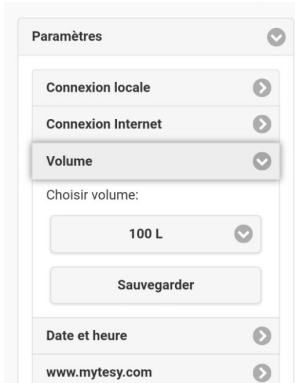 Paramètres
Connexion locale
Connexion Internet
Volume
Choisir volume:
100 L
Sauvegarder
Date et heure
www.mytesy.com